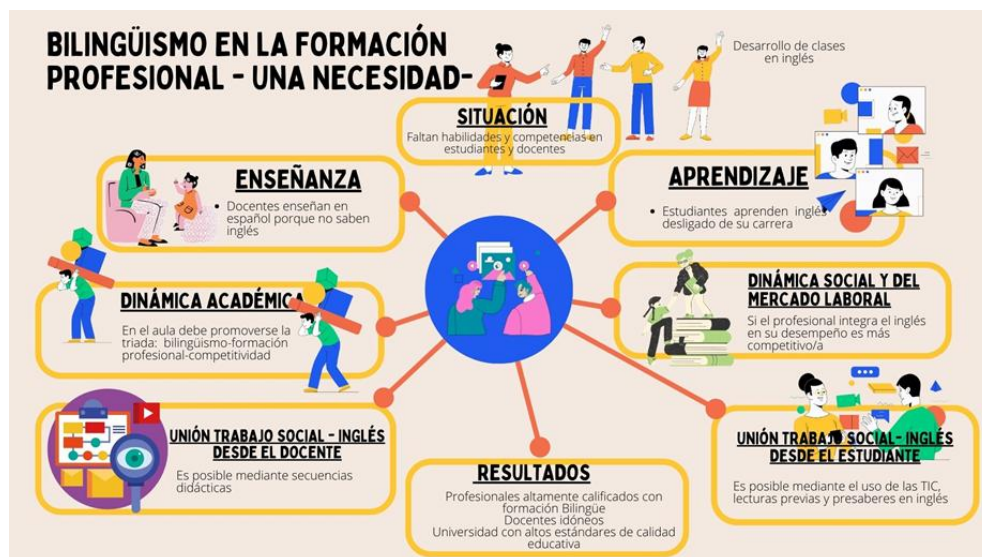 BILINGÜISMO EN LA FORMACIÓN
PROFESIONAL - UNA NECESIDAD-
Desarrollo de clases
en inglés
SITUACIÓN
Faltan habilidades y competencias en
estudiantes y docentes
ENSEÑANZA
• Docentes enseñan en
español porque no saben
inglés
APRENDIZAJE
• Estudiantes aprenden inglés
desligado de su carrera
DINÁMICA ACADÉMICA
En el aula debe promoverse la
triada: bilingüismo-formación
profesional-competitividad
DINÁMICA SOCIAL Y DEL
MERCADO LABORAL
Si el profesional integra el inglés
en su desempeño es más
competitivo/a
UNIÓN TRABAJO SOCIAL - INGLÉS
DESDE EL DOCENTE
Es posible mediante secuencias
didácticas
RESULTADOS
Profesionales altamente calificados con
formación Bilingüe
Docentes idóneos
Universidad con altos estándares de calidad
educativa
UNIÓN TRABAJO SOCIAL- INGLÉS
DESDE EL ESTUDIANTE
Es posible mediante el uso de las TIC,
lecturas previas y presaberes en inglés